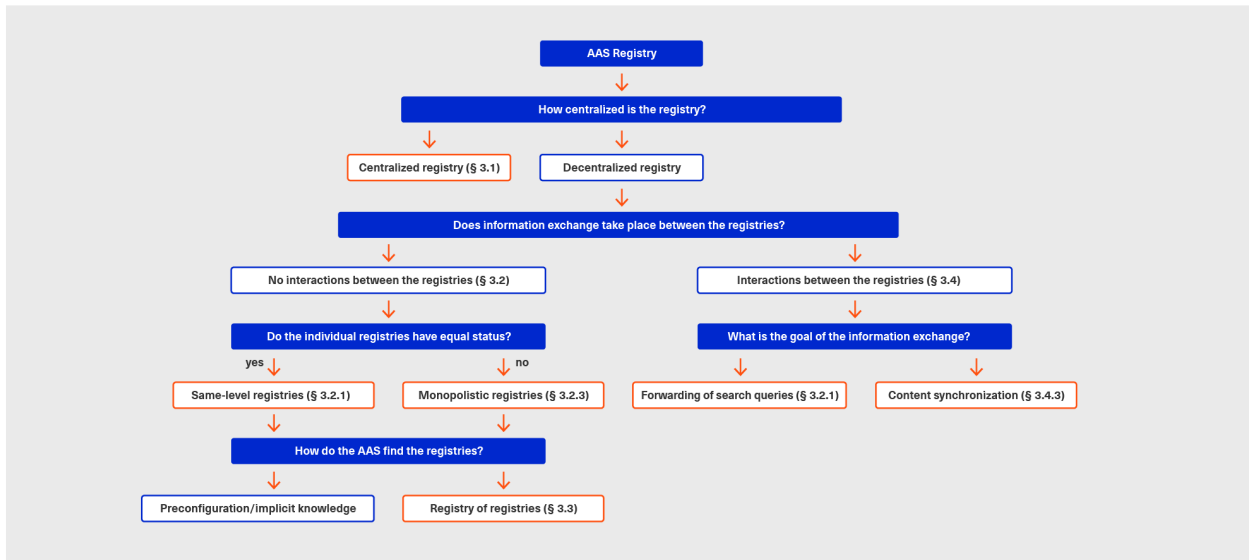 AAS Registry
How centralized is the registry?
Centralized registry (§ 3.1)
Decentralized registry
Does information exchange take place between the registries?
No interactions between the registries (§ 3.2)
Interactions between the registries (§ 3.4)
Do the individual registries have equal status?
What is the goal of the information exchange?
yes
no
Same-level registries (§ 3.2.1)
Monopolistic registries (§ 3.2.3)
Forwarding of search queries (§ 3.2.1)
Content synchronization (§ 3.4.3)
How do the AAS find the registries?
Preconfiguration/implicit knowledge
Registry of registries (§ 3.3)